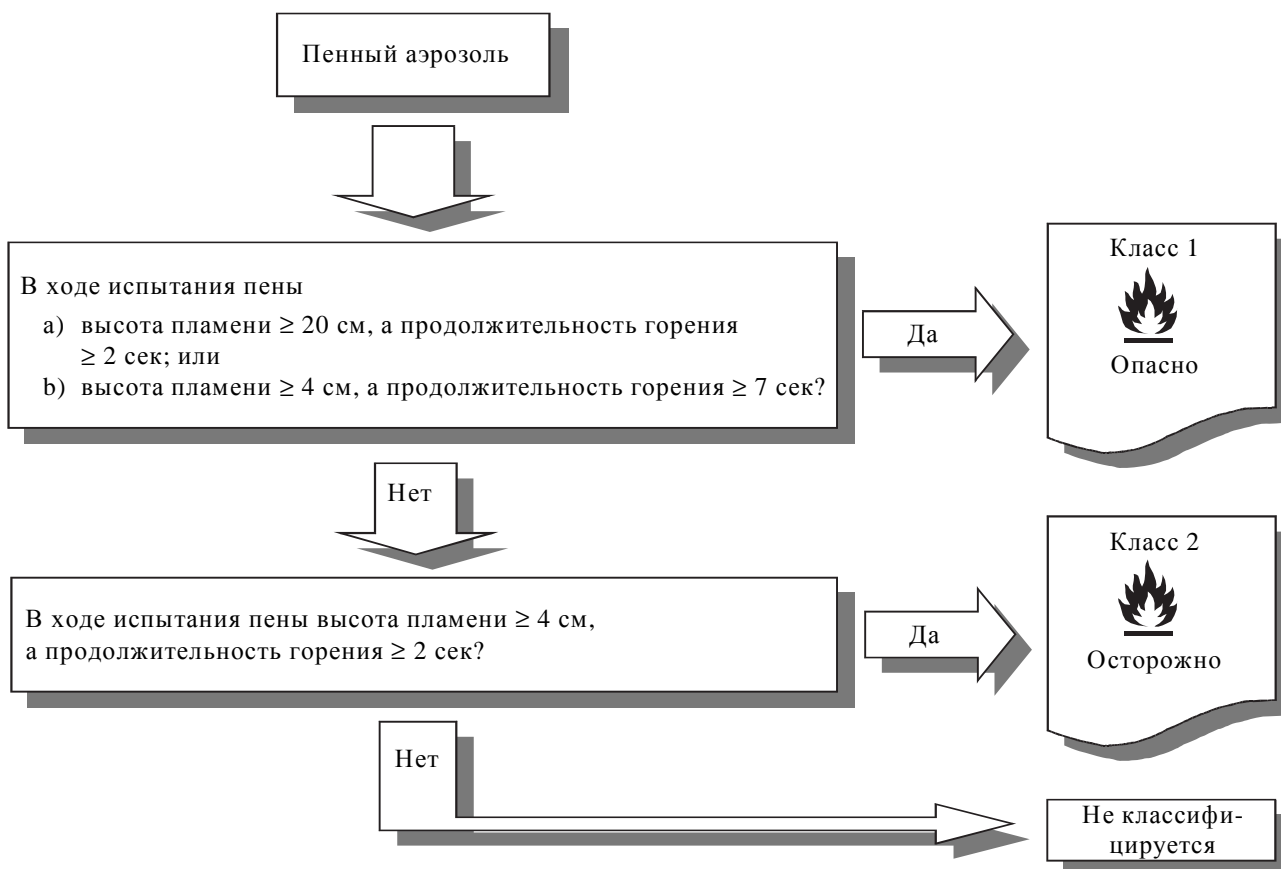 Пенный аэрозоль
В ходе испытания пены
a) высота пламени ≥ 20 см, а продолжительность горения
≥ 2 сек; или
b) высота пламени ≥ 4 см, а продолжительность горения ≥ 7 сек?
Да
Класс 1
Опасно
Нет
В ходе испытания пены высота пламени ≥ 4 см,
а продолжительность горения ≥ 2 сек?
Да
Класс 2
Осторожно
Нет
Не классифи-
цируется